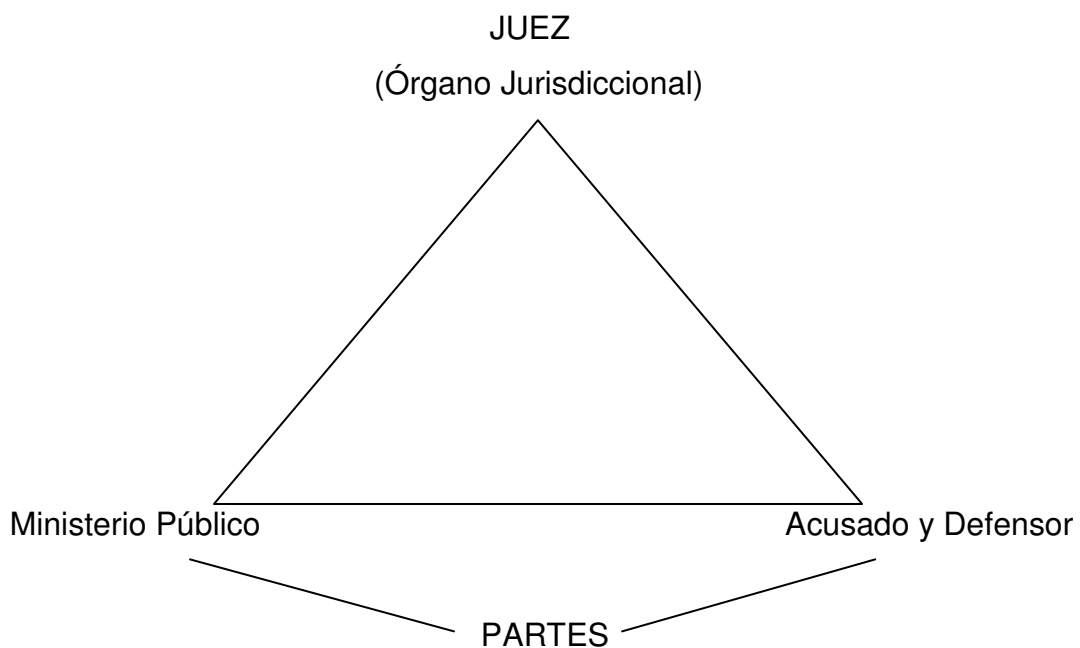 JUEZ
(Órgano Jurisdiccional)
Ministerio Público
Acusado y Defensor
PARTES